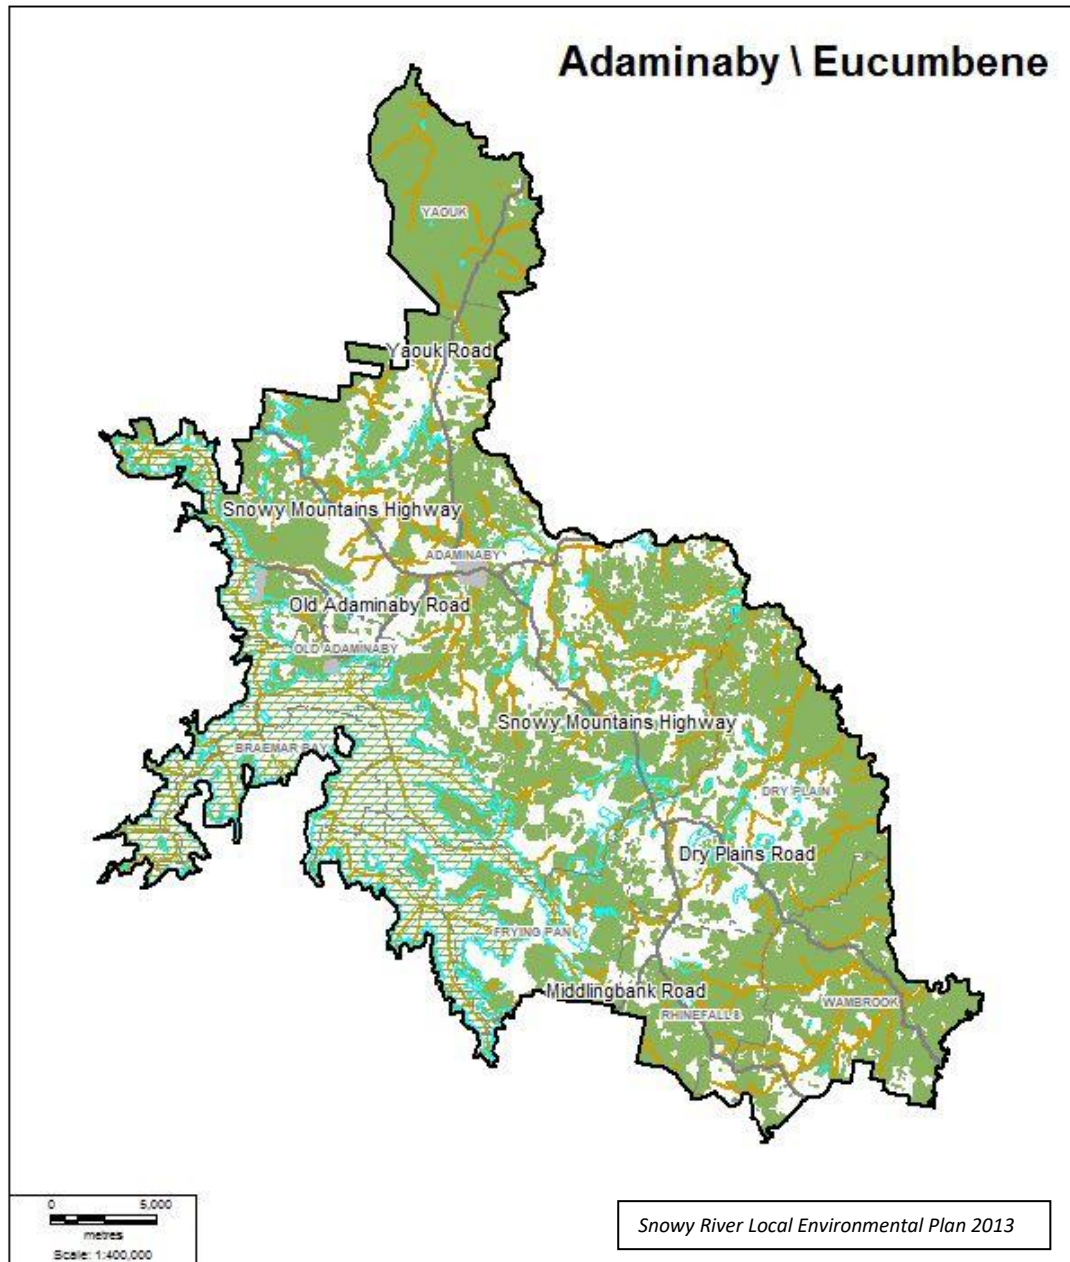 Adaminaby \ Eucumbene
YAOUK
Yaouk Road
Snowy Mountains Highway
ADAMINABY
Old Adaminaby Road
OLD ADAMINABY
Snowy Mountains Highway
BRAEMAR BAY
DRY PLAIN
Dry Plains Road
FRYING PAN
Middlingbank Road
WAMBROOK
RHINEFALLS
0 5,000
metres
Scale: 1:400,000
Snowy River Local Environmental Plan 2013